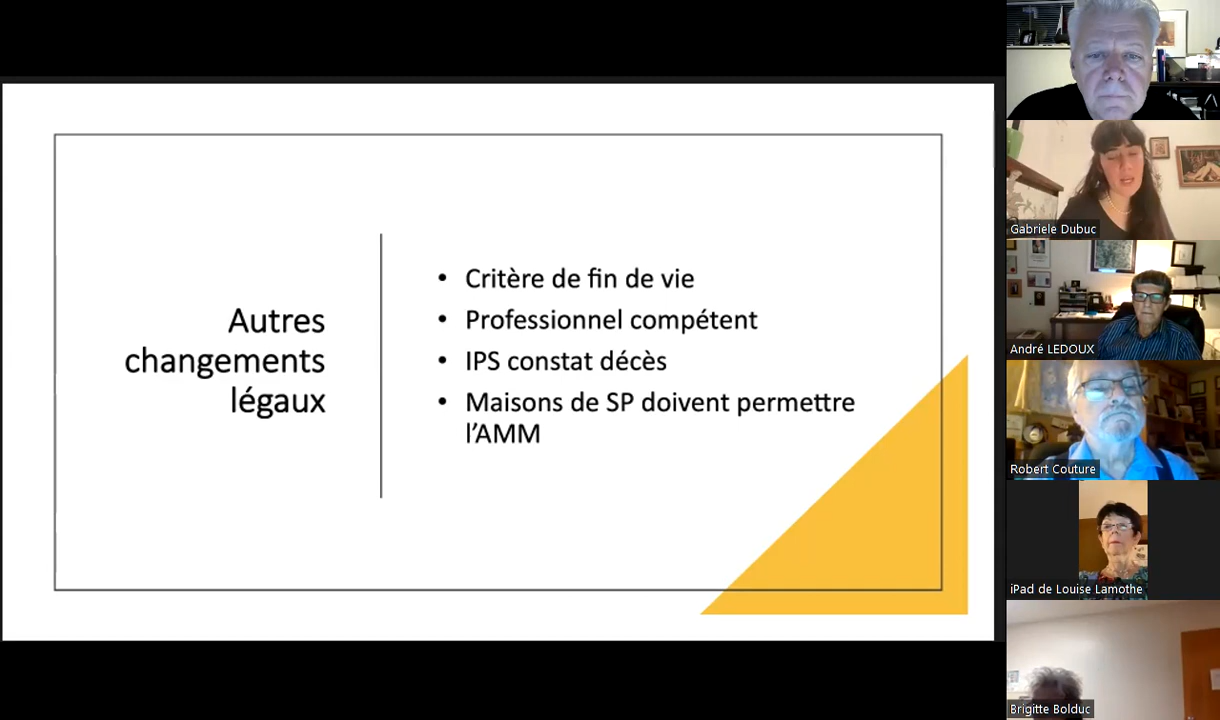 Autres
changements
légaux
• Critère de fin de vie
• Professionnel compétent
• IPS constat décès
• Maisons de SP doivent permettre
l'AMM
Gabriele Dubuc
André LEDOUX
Robert Couture
iPad de Louise Lamothe
Brigitte Bolduc